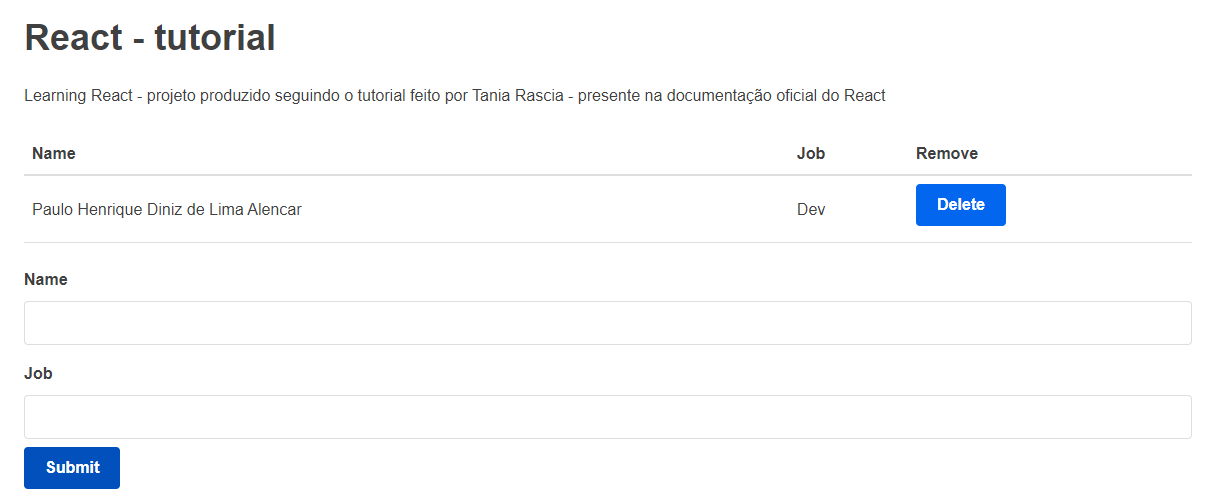 React - tutorial
Learning React - projeto produzido seguindo o tutorial feito por Tania Rascia - presente na documentação oficial do React
Name Job Remove
Paulo Henrique Diniz de Lima Alencar Dev Delete
Name
Job
Submit